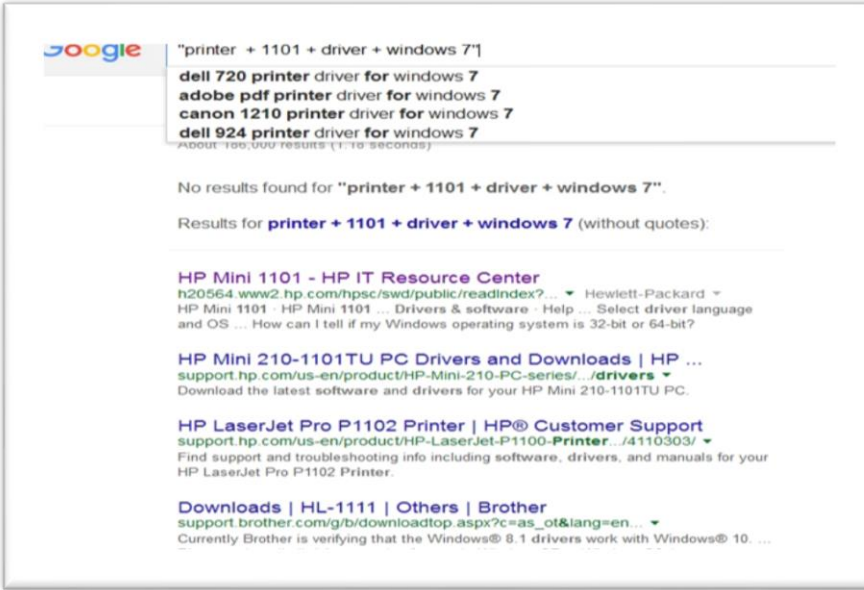 Google "printer + 1101 + driver + windows 7"
dell 720 printer driver for windows 7
adobe pdf printer driver for windows 7
canon 1210 printer driver for windows 7
dell 924 printer driver for windows 7
About 186,000 results (1.18 seconds)
No results found for "printer + 1101 + driver + windows 7".
Results for printer + 1101 + driver + windows 7 (without quotes):
HP Mini 1101 - HP IT Resource Center
h20564.www2.hp.com/hpsc/swd/public/readIndex?... Hewlett-Packard
HP Mini 1101 · HP Mini 1101 ... Drivers & software · Help ... Select driver language
and OS ... How can I tell if my Windows operating system is 32-bit or 64-bit?
HP Mini 210-1101TU PC Drivers and Downloads | HP ...
support.hp.com/us-en/product/HP-Mini-210-PC-series/.../drivers
Download the latest software and drivers for your HP Mini 210-1101TU PC.
HP LaserJet Pro P1102 Printer | HP® Customer Support
support.hp.com/us-en/product/HP-LaserJet-P1100-Printer.../4110303/
Find support and troubleshooting info including software, drivers, and manuals for your
HP LaserJet Pro P1102 Printer.
Downloads | HL-1111 | Others | Brother
support.brother.com/g/b/downloadtop.aspx?c=as_ot&lang=en...
Currently Brother is verifying that the Windows® 8.1 drivers work with Windows® 10. ...